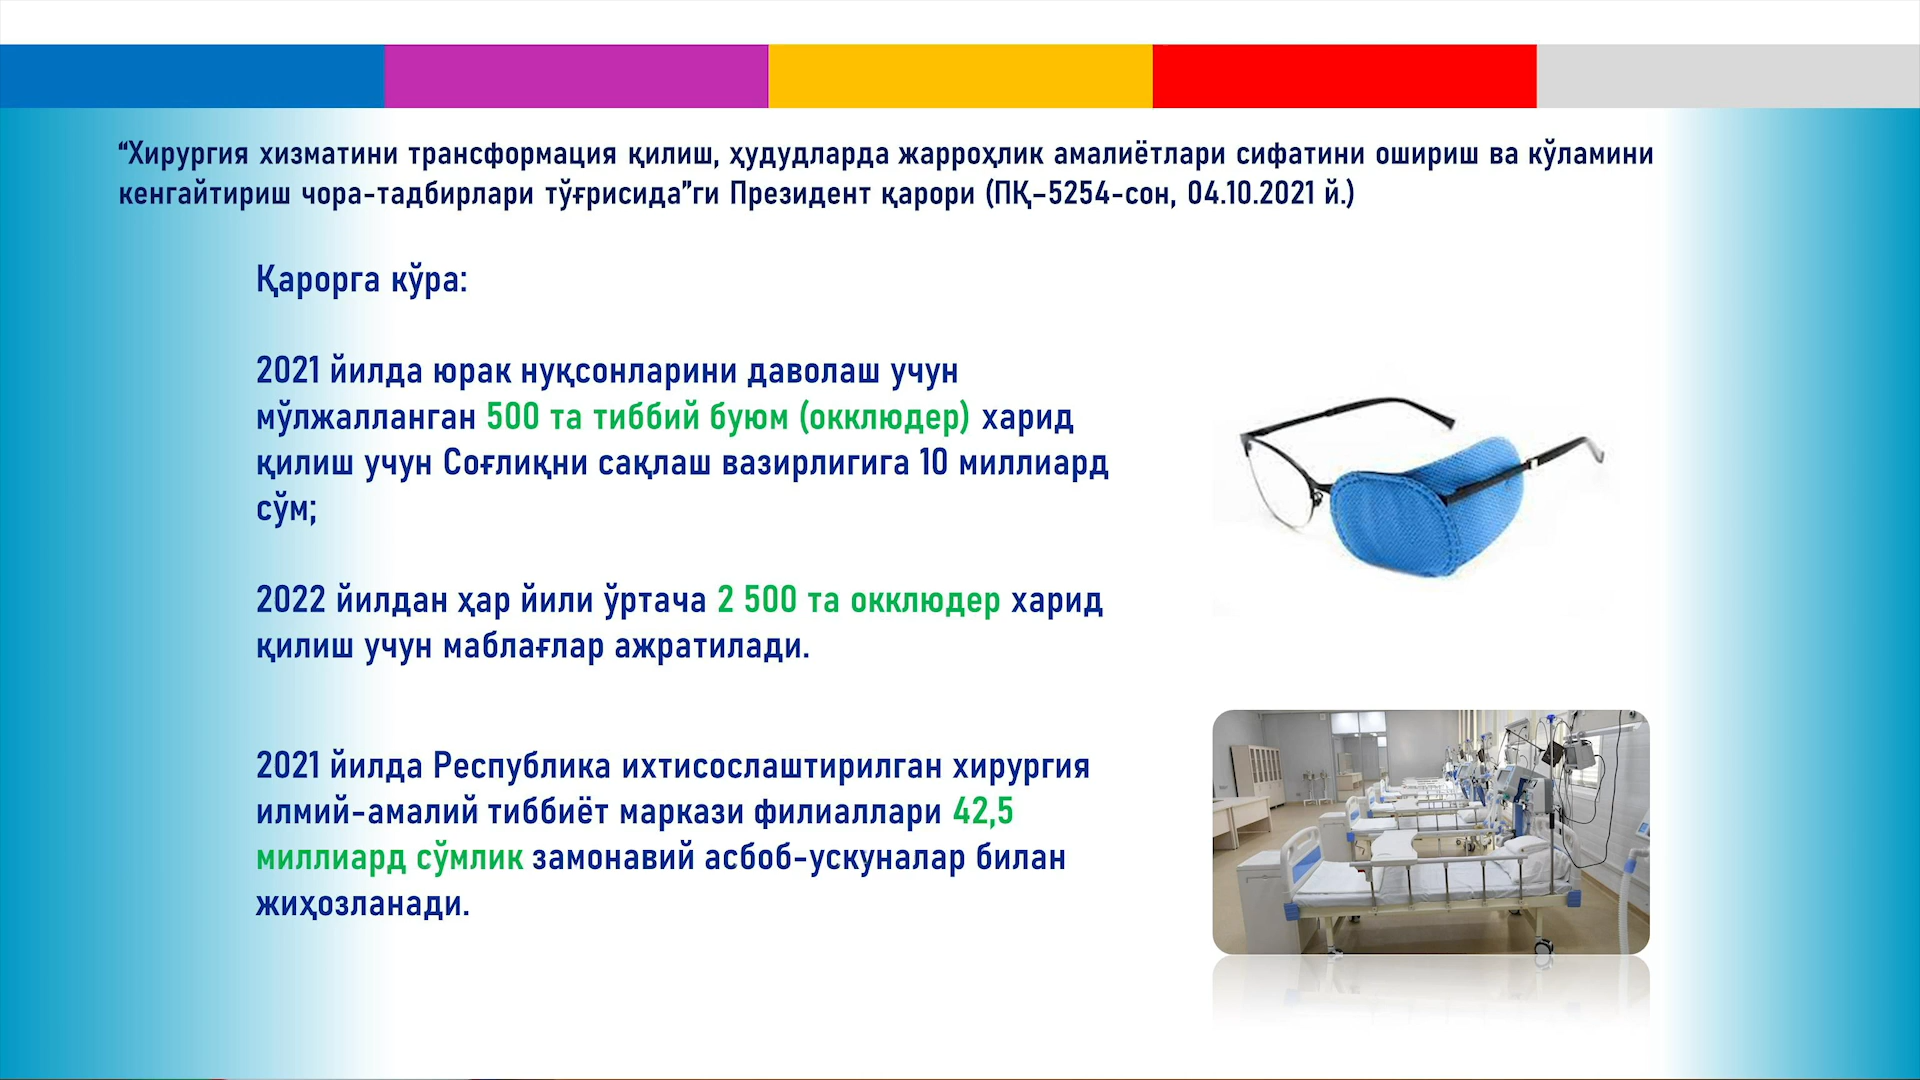 “Хирургия хизматини трансформация қилиш, ҳудудларда жарроҳлик амалиётлари сифатини ошириш ва кўламини
кенгайтириш чора-тадбирлари тўғрисида”ги Президент қарори (ПҚ–5254-сон, 04.10.2021 й.)
Қарорга кўра:
2021 йилда юрак нуқсонларини даволаш учун
мўлжалланган 500 та тиббий буюм (окклюдер) харид
қилиш учун Соғлиқни сақлаш вазирлигига 10 миллиард
сўм;
2022 йилдан ҳар йили ўртача 2 500 та окклюдер харид
қилиш учун маблағлар ажратилади.
2021 йилда Республика ихтисослаштирилган хирургия
илмий-амалий тиббиёт маркази филиаллари 42,5
миллиард сўмлик замонавий асбоб-ускуналар билан
жиҳозланади.